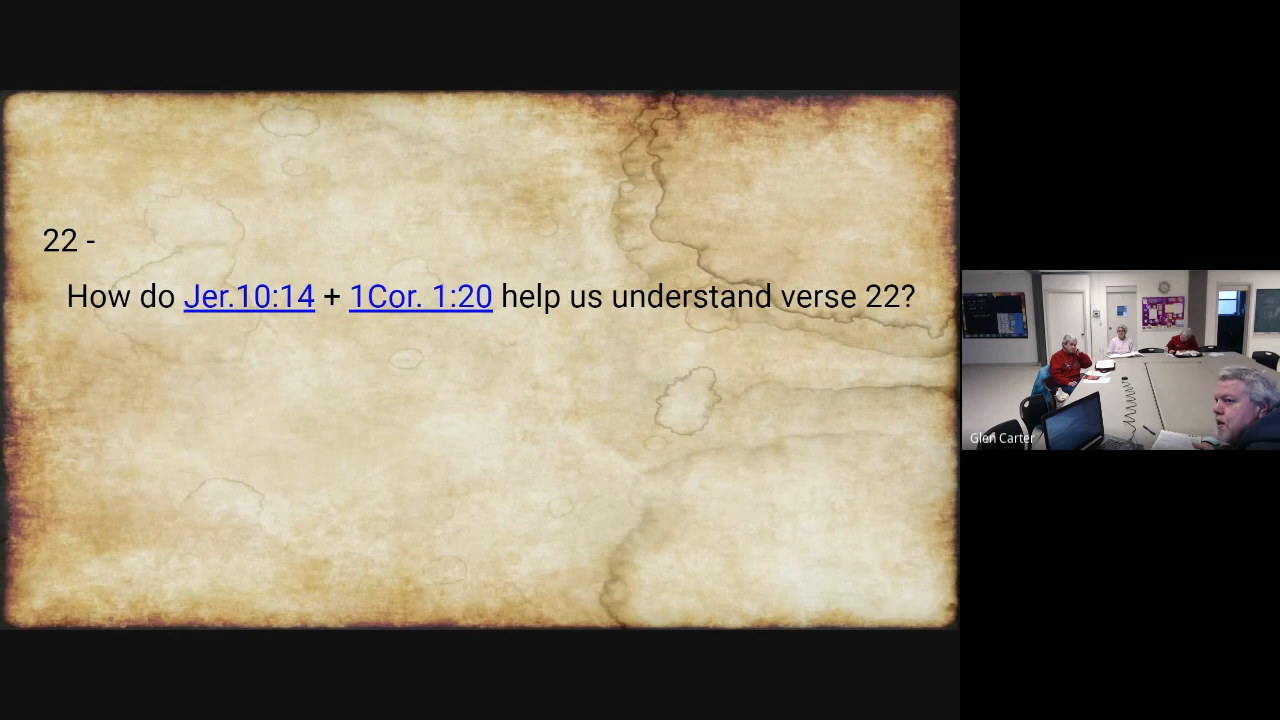 22 -
How do Jer.10:14 + 1Cor. 1:20 help us understand verse 22?
Glen Carter